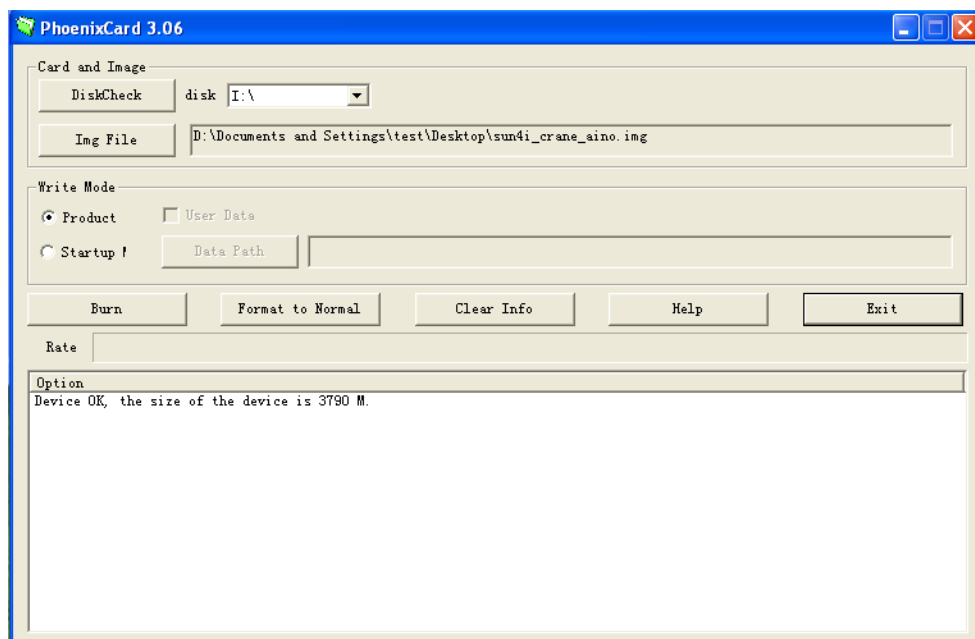 PhoenixCard 3.06
Card and Image
DiskCheck disk I:\
Img File D:\Documents and Settings\test\Desktop\sun4i_crane_aino.img
Write Mode
Product User Data
Startup Data Path
Burn Format to Normal Clear Info Help Exit
Rate
Option
Device OK, the size of the device is 3790 M.